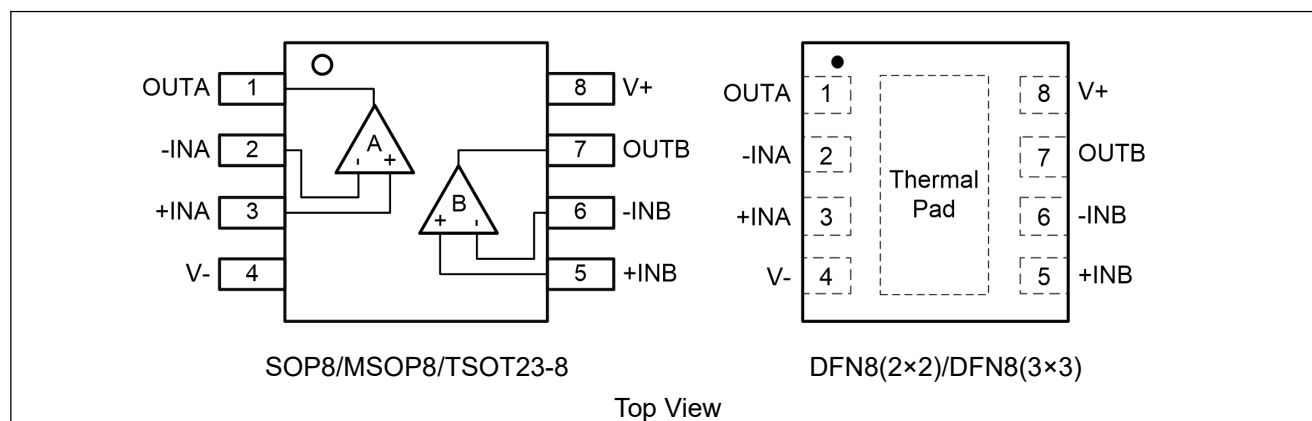 OUTA 1 8 V+
-INA 2 A - + 7 OUTB
+INA 3 B + - 6 -INB
V- 4 5 +INB
SOP8/MSOP8/TSOT23-8
OUTA 1 8 V+
-INA 2 7 OUTB
Thermal
Pad
+INA 3 6 -INB
V- 4 5 +INB
DFN8(2×2)/DFN8(3×3)
Top View